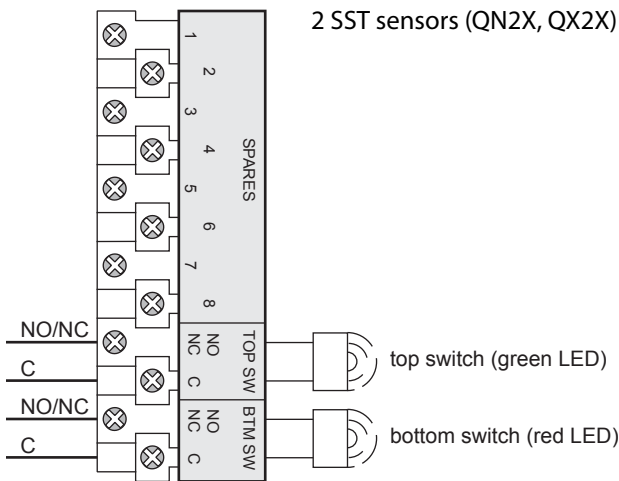 2 SST sensors (QN2X, QX2X)
1
2
3
4
5
6
7
8
SPARES
NO/NC
C
NO/NC
C
NO
NC C
TOP SW
NO
NC C
BTM SW
top switch (green LED)
bottom switch (red LED)